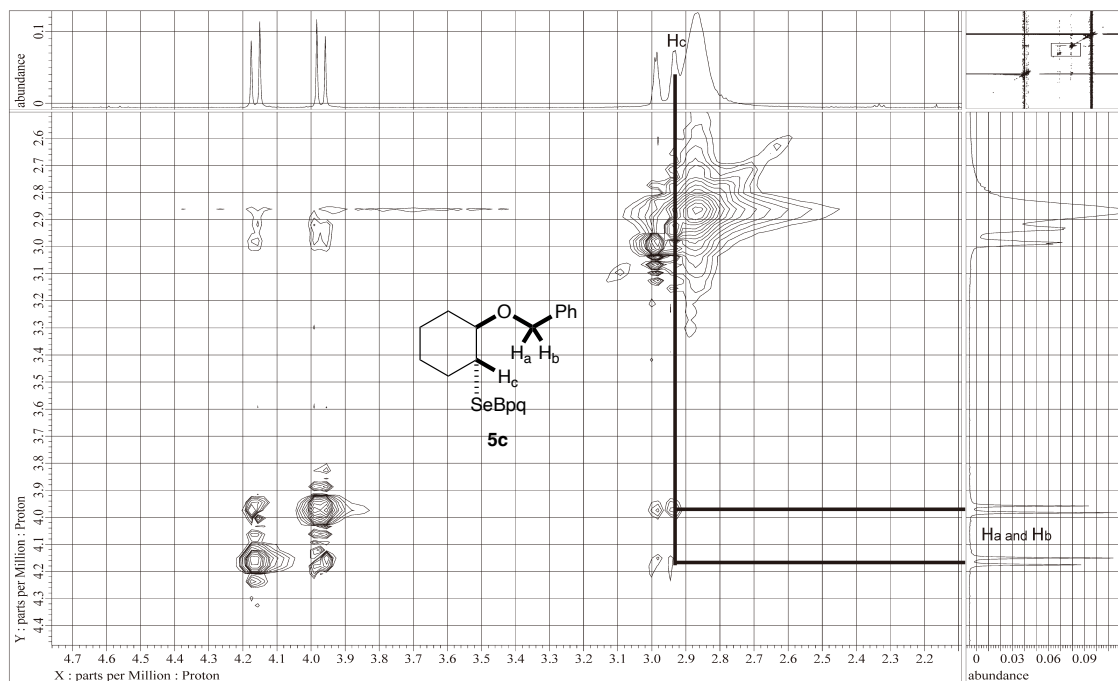 abundance
0 0.1
Hc
2.6
2.7
2.8
2.9
3.0
3.1
3.2
3.3
3.4
3.5
3.6
3.7
3.8
3.9
4.0
4.1
4.2
4.3
4.4
Y : parts per Million : Proton
O Ph
Ha Hb
Hc
SeBpq
5c
Ha and Hb
4.7 4.6 4.5 4.4 4.3 4.2 4.1 4.0 3.9 3.8 3.7 3.6 3.5 3.4 3.3 3.2 3.1 3.0 2.9 2.8 2.7 2.6 2.5 2.4 2.3 2.2
X : parts per Million : Proton
0 0.03 0.06 0.09
abundance